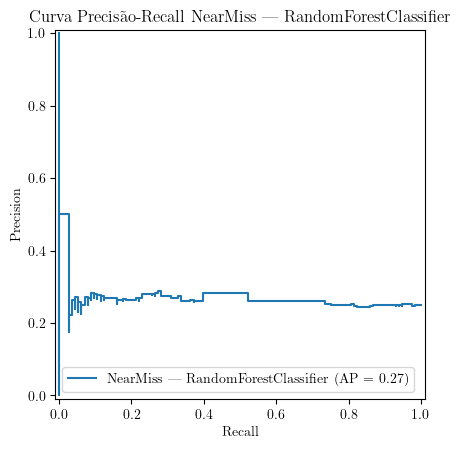 Curva Precisão-Recall NearMiss — RandomForestClassifier
1.0
0.8
0.6
0.4
0.2
0.0
Precision
NearMiss — RandomForestClassifier (AP = 0.27)
0.0 0.2 0.4 0.6 0.8 1.0
Recall